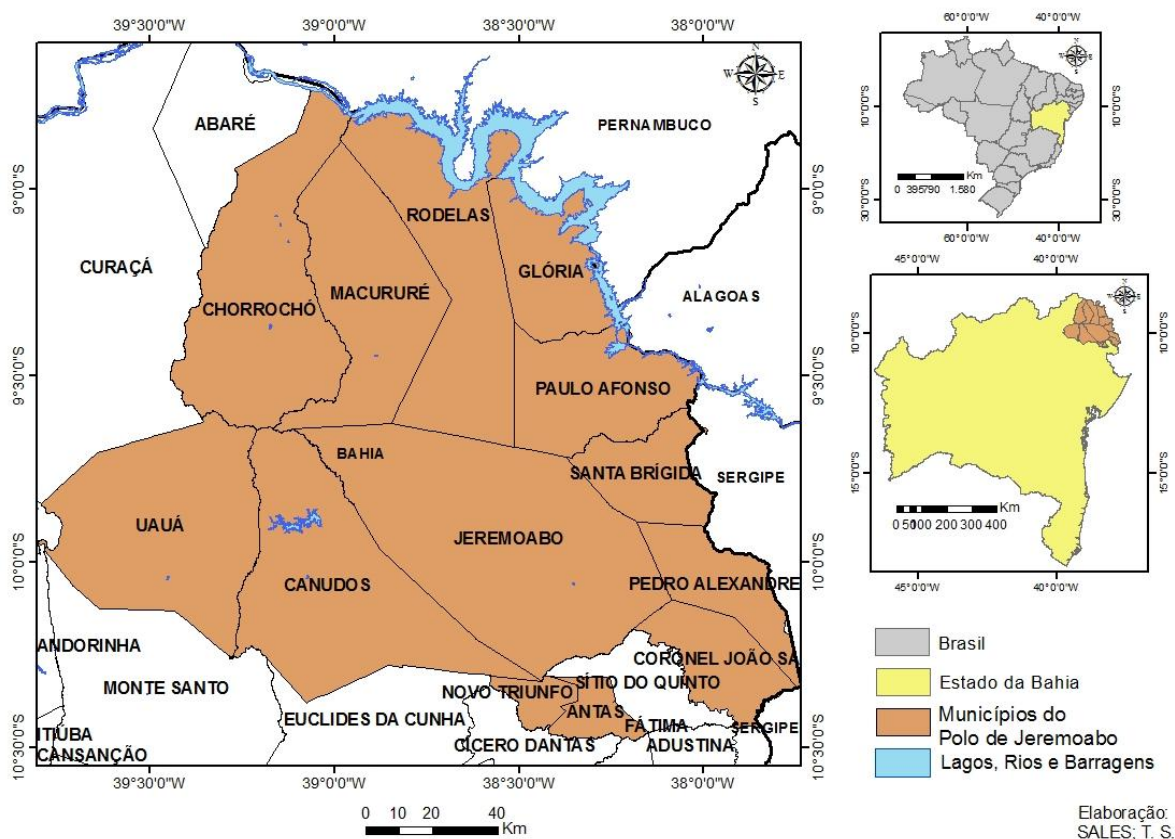 39°30'0"W 39°0'0"W 38°30'0"W 38°0'0"W
9°0'0"S
9°30'0"S
10°0'0"S
10°30'0"S
N
W E
S
ABARÉ
PERNAMBUCO
RODELAS
CURAÇÁ
GLÓRIA
MACURURÉ
CHORROCHÓ
ALAGOAS
PAULO AFONSO
BAHIA
SANTA BRÍGIDA
SERGIPE
UAUÁ
JEREMOABO
CANUDOS
PEDRO ALEXANDRE
ANDORINHA
CORONEL JOÃO SÁ
MONTE SANTO
SÍTIO DO QUINTO
NOVO TRIUNFO
EUCLIDES DA CUNHA
ANTAS
FÁTIMA
SERGIPE
ITIÚBA
CÍCERO DANTAS
ADUSTINA
CANSANÇÃO
9°0'0"S
9°30'0"S
10°0'0"S
10°30'0"S
39°30'0"W 39°0'0"W 38°30'0"W 38°0'0"W
0 10 20 40
Km
60°0'0"W 40°0'0"W
10°0'0"S
30°0'0"S
N
W E
S
Km
0 395790 1.580
10°0'0"S
30°0'0"S
60°0'0"W 40°0'0"W
45°0'0"W 40°0'0"W
10°0'0"S
15°0'0"S
N
W E
S
Km
0 50100 200 300 400
10°0'0"S
15°0'0"S
45°0'0"W 40°0'0"W
Brasil
Estado da Bahia
Municípios do
Polo de Jeremoabo
Lagos, Rios e Barragens
Elaboração:
SALES; T. S.